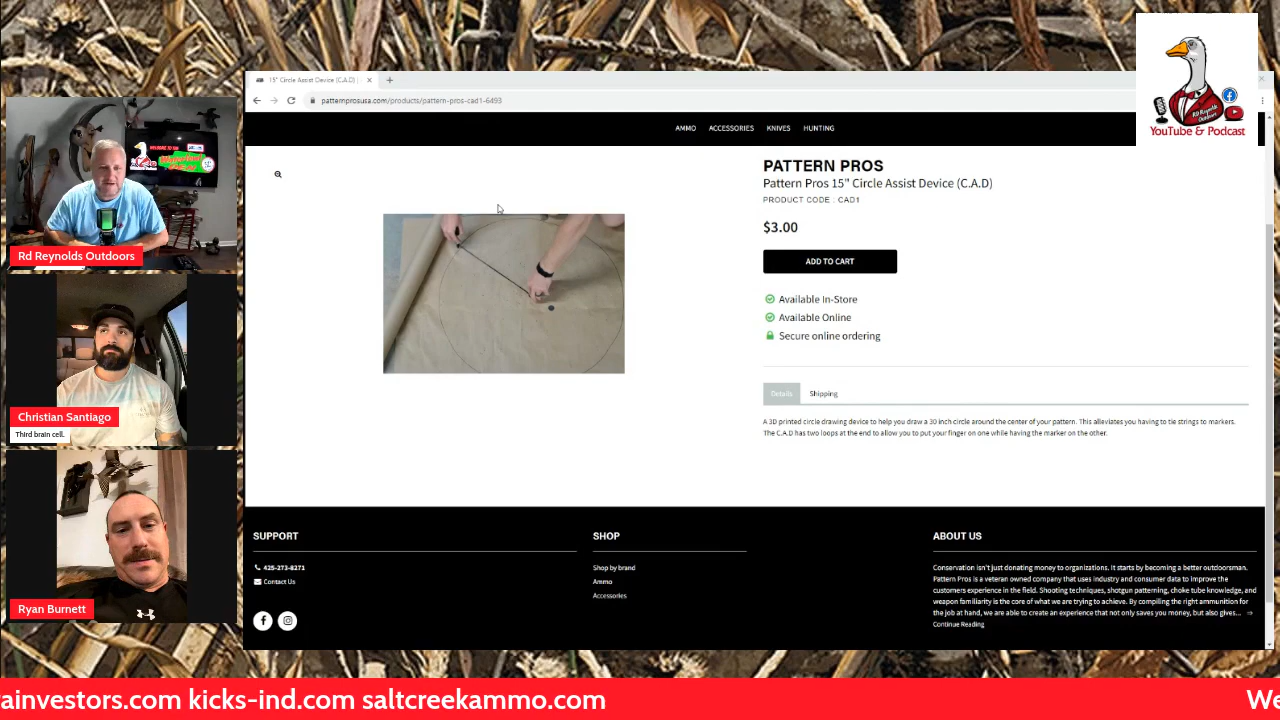 15" Circle Assist Device (C.A.D) |
patternprosusa.com/products/pattern-pros-cad1-6493
AMMO ACCESSORIES KNIVES HUNTING
RD Reynolds
Outdoors
YouTube & Podcast
PATTERN PROS
Pattern Pros 15" Circle Assist Device (C.A.D)
PRODUCT CODE : CAD1
$3.00
ADD TO CART
Available In-Store
Available Online
Secure online ordering
Details Shipping
A 3D printed circle drawing device to help you draw a 30 inch circle around the center of your pattern. This alleviates you having to tie strings to markers.
The C.A.D has two loops at the end to allow you to put your finger on one while having the marker on the other.
Rd Reynolds Outdoors
Christian Santiago
Third brain cell.
Ryan Burnett
SUPPORT
425-273-8271
Contact Us
SHOP
Shop by brand
Ammo
Accessories
ABOUT US
Conservation isn't just donating money to organizations. It starts by becoming a better outdoorsman.
Pattern Pros is a veteran owned company that uses industry and consumer data to improve the
customers experience in the field. Shooting techniques, shotgun patterning, choke tube knowledge, and
weapon familiarity is the core of what we are trying to achieve. By compiling the right ammunition for
the job at hand, we are able to create an experience that not only saves you money, but also gives...
Continue Reading
ainvestors.com kicks-ind.com saltcreekammo.com
We